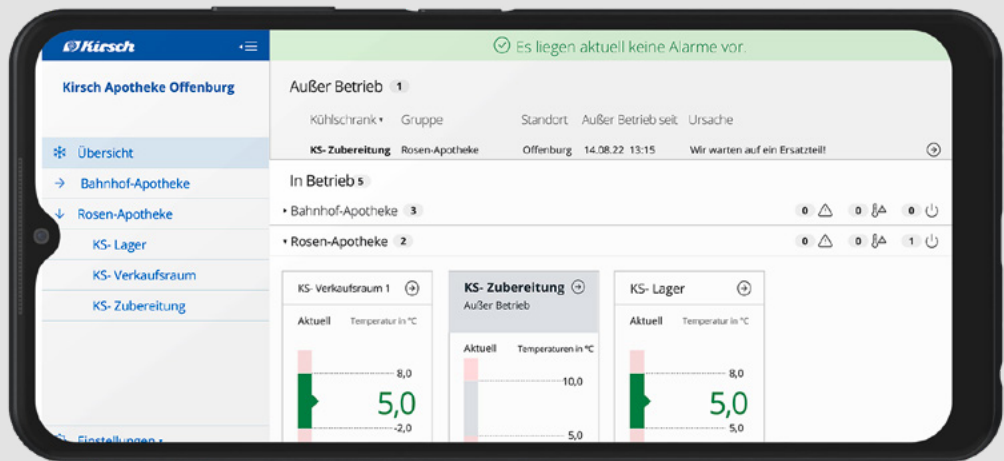 Kirsch
Es liegen aktuell keine Alarme vor.
Kirsch Apotheke Offenburg
Übersicht
Bahnhof-Apotheke
Rosen-Apotheke
KS- Lager
KS- Verkaufsraum
KS- Zubereitung
Einstellungen
Außer Betrieb 1
Kühlschrank Gruppe Standort Außer Betrieb seit Ursache
KS- Zubereitung Rosen-Apotheke Offenburg 14.08.22 13:15 Wir warten auf ein Ersatzteil!
In Betrieb 5
Bahnhof-Apotheke 3 0 0 0
Rosen-Apotheke 2 0 0 1
KS- Verkaufsraum 1
Aktuell Temperatur in °C
8,0
5,0
-2,0
KS- Zubereitung
Außer Betrieb
Aktuell Temperaturen in °C
10,0
5,0
KS- Lager
Aktuell Temperatur in °C
8,0
5,0
5,0